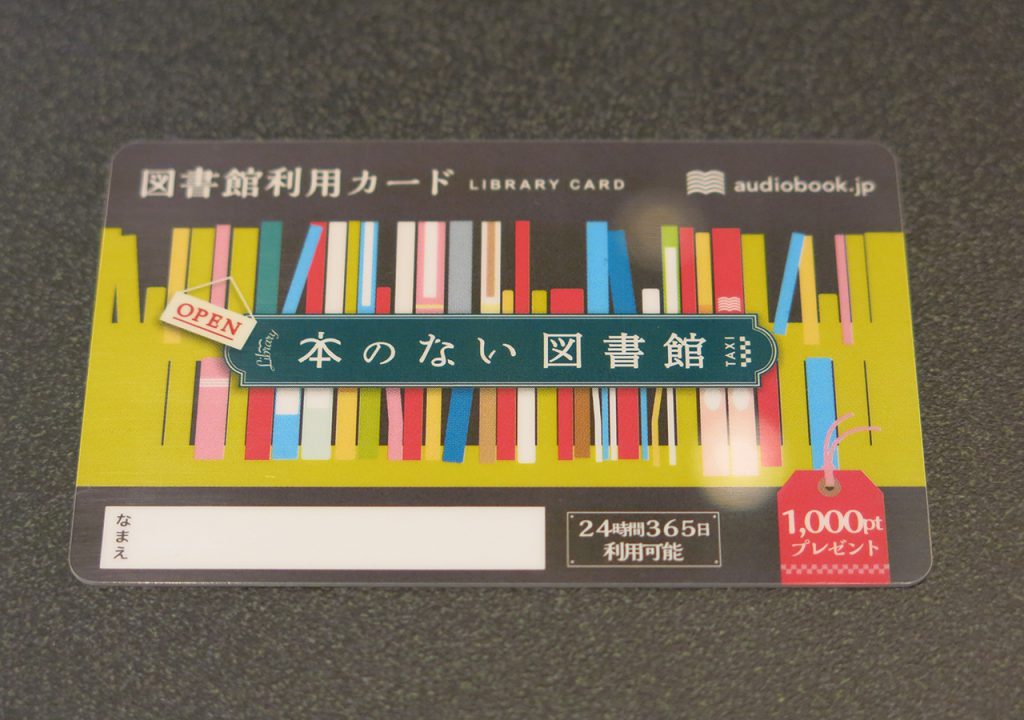 図書館利用カード LIBRARY CARD
audiobook.jp
OPEN
Library
本のない図書館
TAXI
なまえ
24時間365日
利用可能
1,000pt
プレゼント